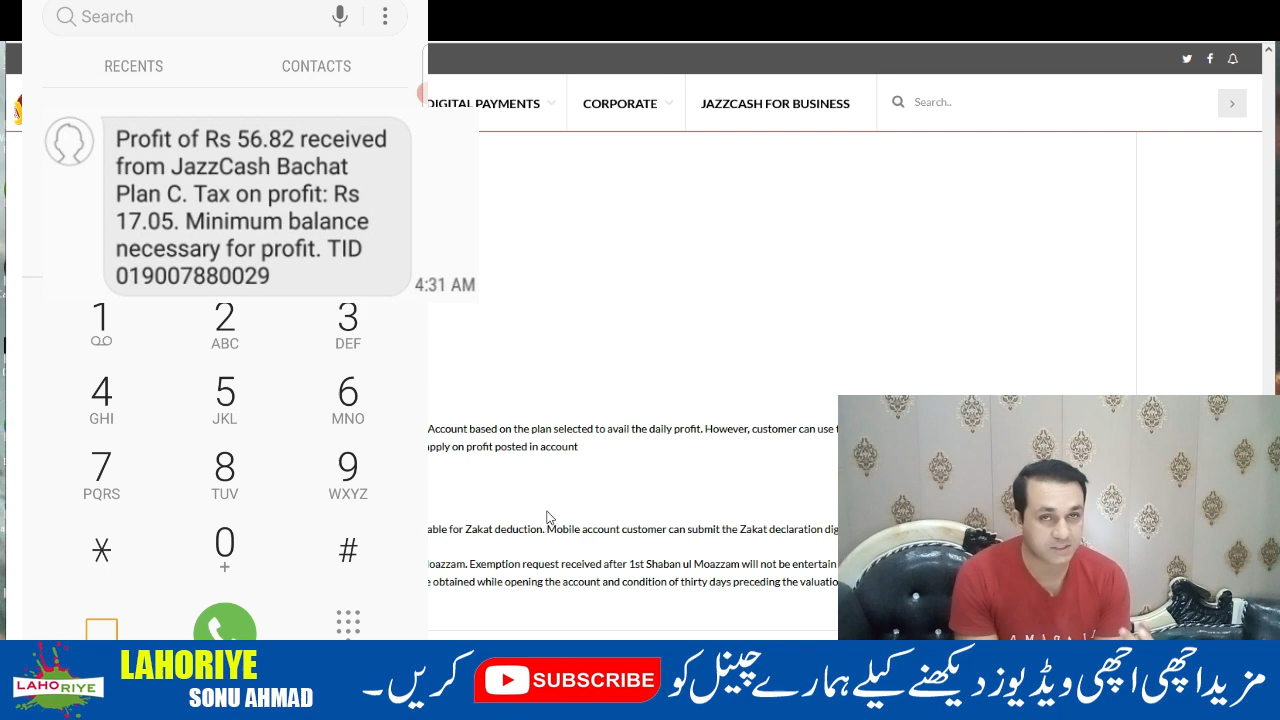 Search
RECENTS
CONTACTS
Profit of Rs 56.82 received
from JazzCash Bachat
Plan C. Tax on profit: Rs
17.05. Minimum balance
necessary for profit. TID
019007880029
4:31 AM
1
2
ABC
3
DEF
4
GHI
5
JKL
6
MNO
7
PQRS
8
TUV
9
WXYZ
*
0
+
#
DIGITAL PAYMENTS
CORPORATE
JAZZCASH FOR BUSINESS
Search..
Account based on the plan selected to avail the daily profit. However, customer can use
apply on profit posted in account
able for Zakat deduction. Mobile account customer can submit the Zakat declaration
loazzam. Exemption request received after 1st Shaban ul Moazzam will not be entertain
e obtained while opening the account and condition of thirty days preceding the
LAHORIYE
LAHORIYE
SONU AHMAD
مزید اچھی اچھی ویڈیوز دیکھنے کیلے ہمارے چینل کو SUBSCRIBE کریں۔